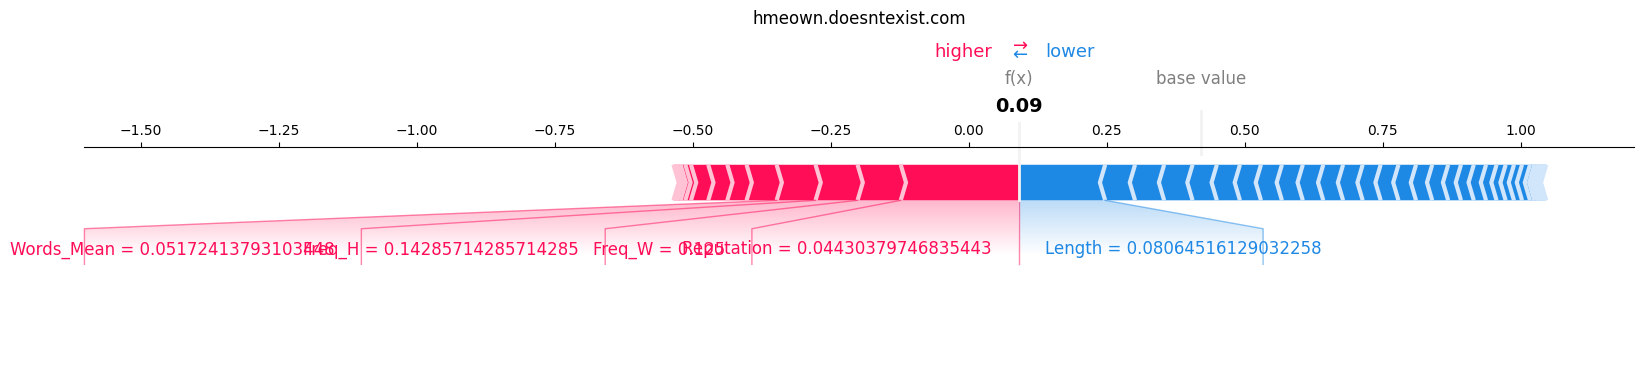 hmeown.doesntexist.com
higher → ← lower
f(x) base value
0.09
−1.50 −1.25 −1.00 −0.75 −0.50 −0.25 0.00 0.25 0.50 0.75 1.00
Words_Mean = 0.05172413793103448 Freq_H = 0.14285714285714285 Freq_W = 0.125 Reputation = 0.04430379746835443 Length = 0.08064516129032258